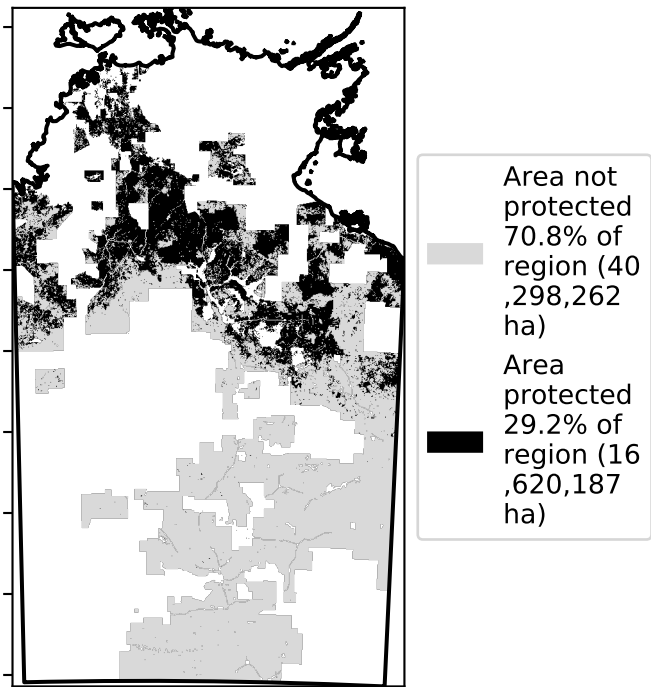 Area not
protected
70.8% of
region (40
,298,262
ha)
Area
protected
29.2% of
region (16
,620,187
ha)